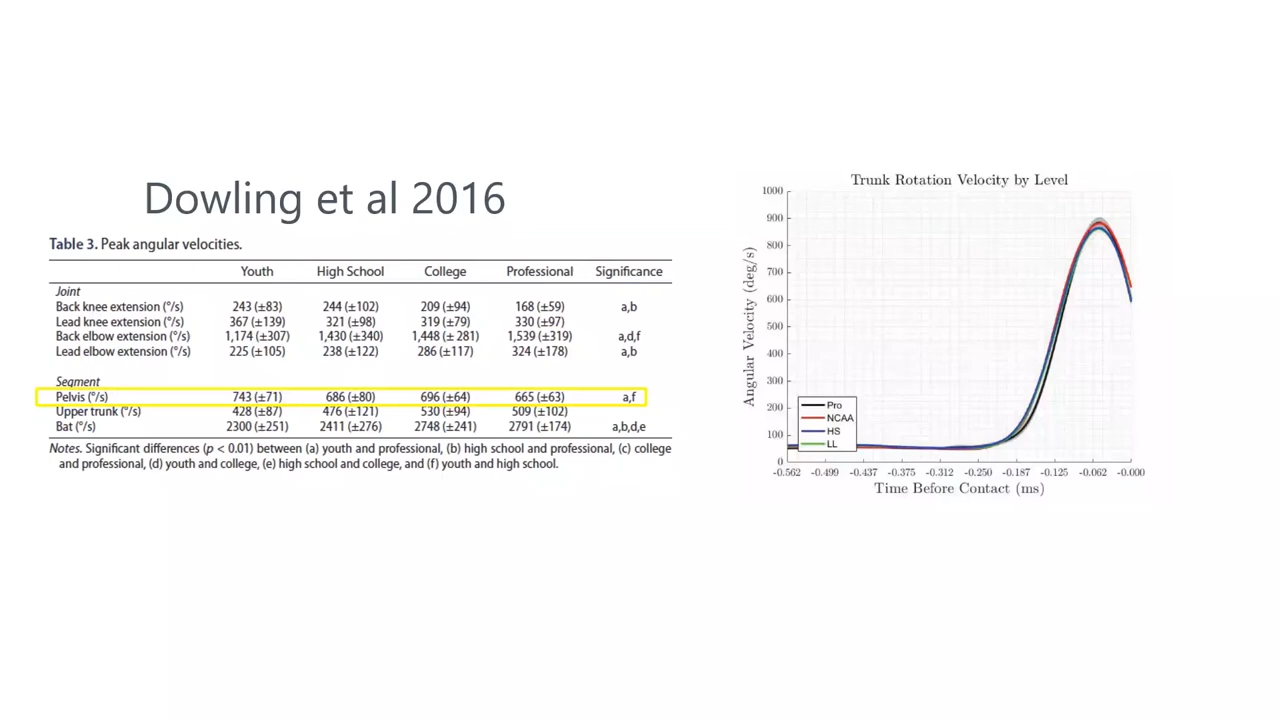 Dowling et al 2016
Table 3. Peak angular velocities.
Youth High School College Professional Significance
Joint
Back knee extension (°/s) 243 (±83) 244 (±102) 209 (±94) 168 (±59) a,b
Lead knee extension (°/s) 367 (±139) 321 (±98) 319 (±79) 330 (±97)
Back elbow extension (°/s) 1,174 (±307) 1,430 (±340) 1,448 (± 281) 1,539 (±319) a,d,f
Lead elbow extension (°/s) 225 (±105) 238 (±122) 286 (±117) 324 (±178) a,b
Segment
Pelvis (°/s) 743 (±71) 686 (±80) 696 (±64) 665 (±63) a,f
Upper trunk (°/s) 428 (±87) 476 (±121) 530 (±94) 509 (±102)
Bat (°/s) 2300 (±251) 2411 (±276) 2748 (±241) 2791 (±174) a,b,d,e
Notes. Significant differences (p < 0.01) between (a) youth and professional, (b) high school and professional, (c) college
and professional, (d) youth and college, (e) high school and college, and (f) youth and high school.
Trunk Rotation Velocity by Level
1000
900
800
700
600
500
400
300
200
100
0
Angular Velocity (deg/s)
Pro
NCAA
HS
LL
-0.562 -0.499 -0.437 -0.375 -0.312 -0.250 -0.187 -0.125 -0.062 -0.000
Time Before Contact (ms)